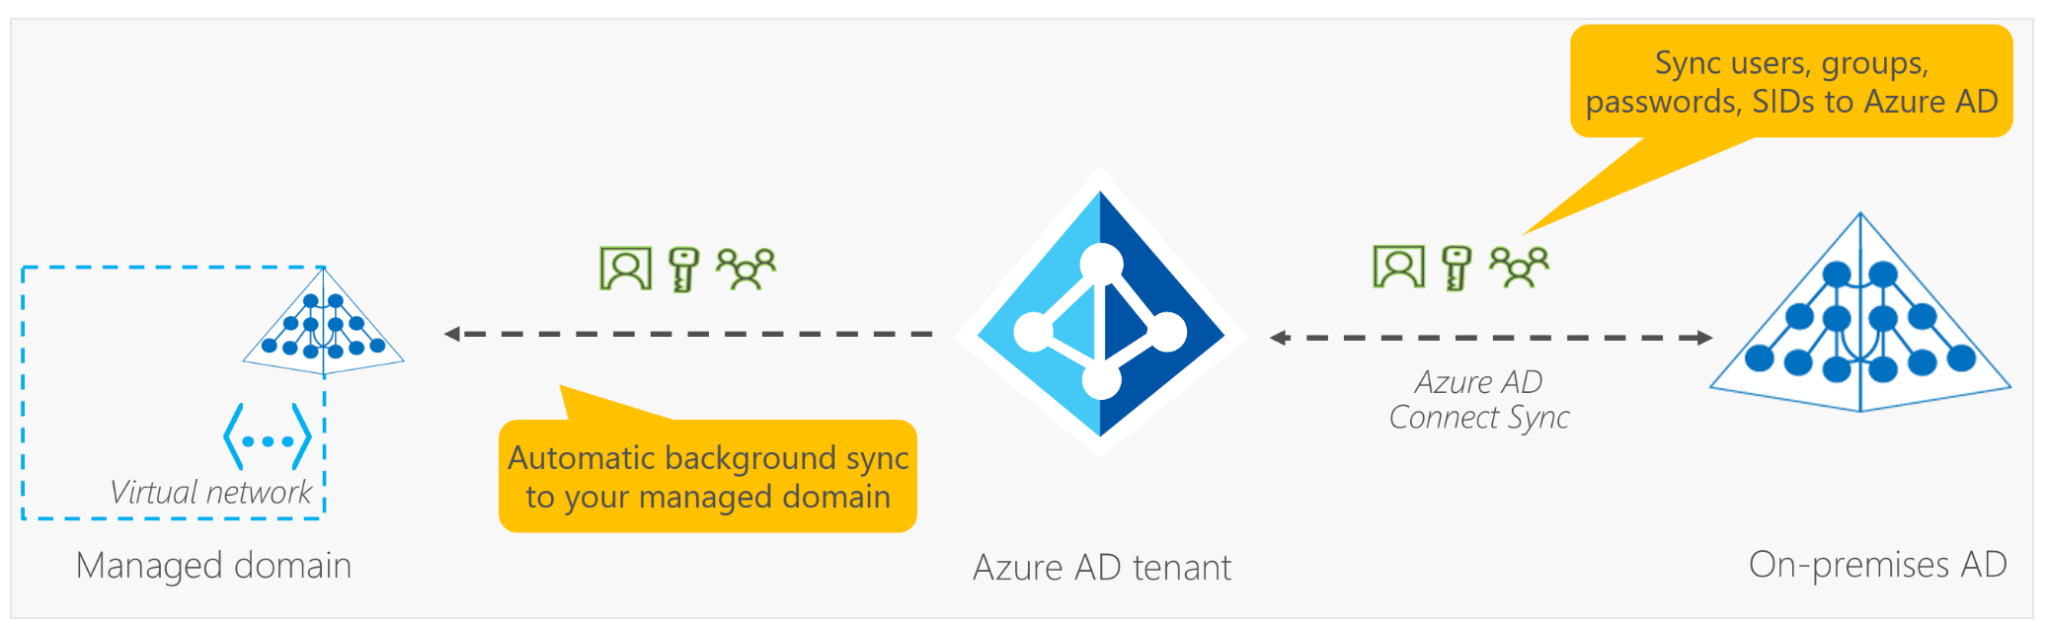 Sync users, groups,
passwords, SIDs to Azure AD
Azure AD
Connect Sync
Automatic background sync
to your managed domain
Virtual network
Managed domain
Azure AD tenant
On-premises AD